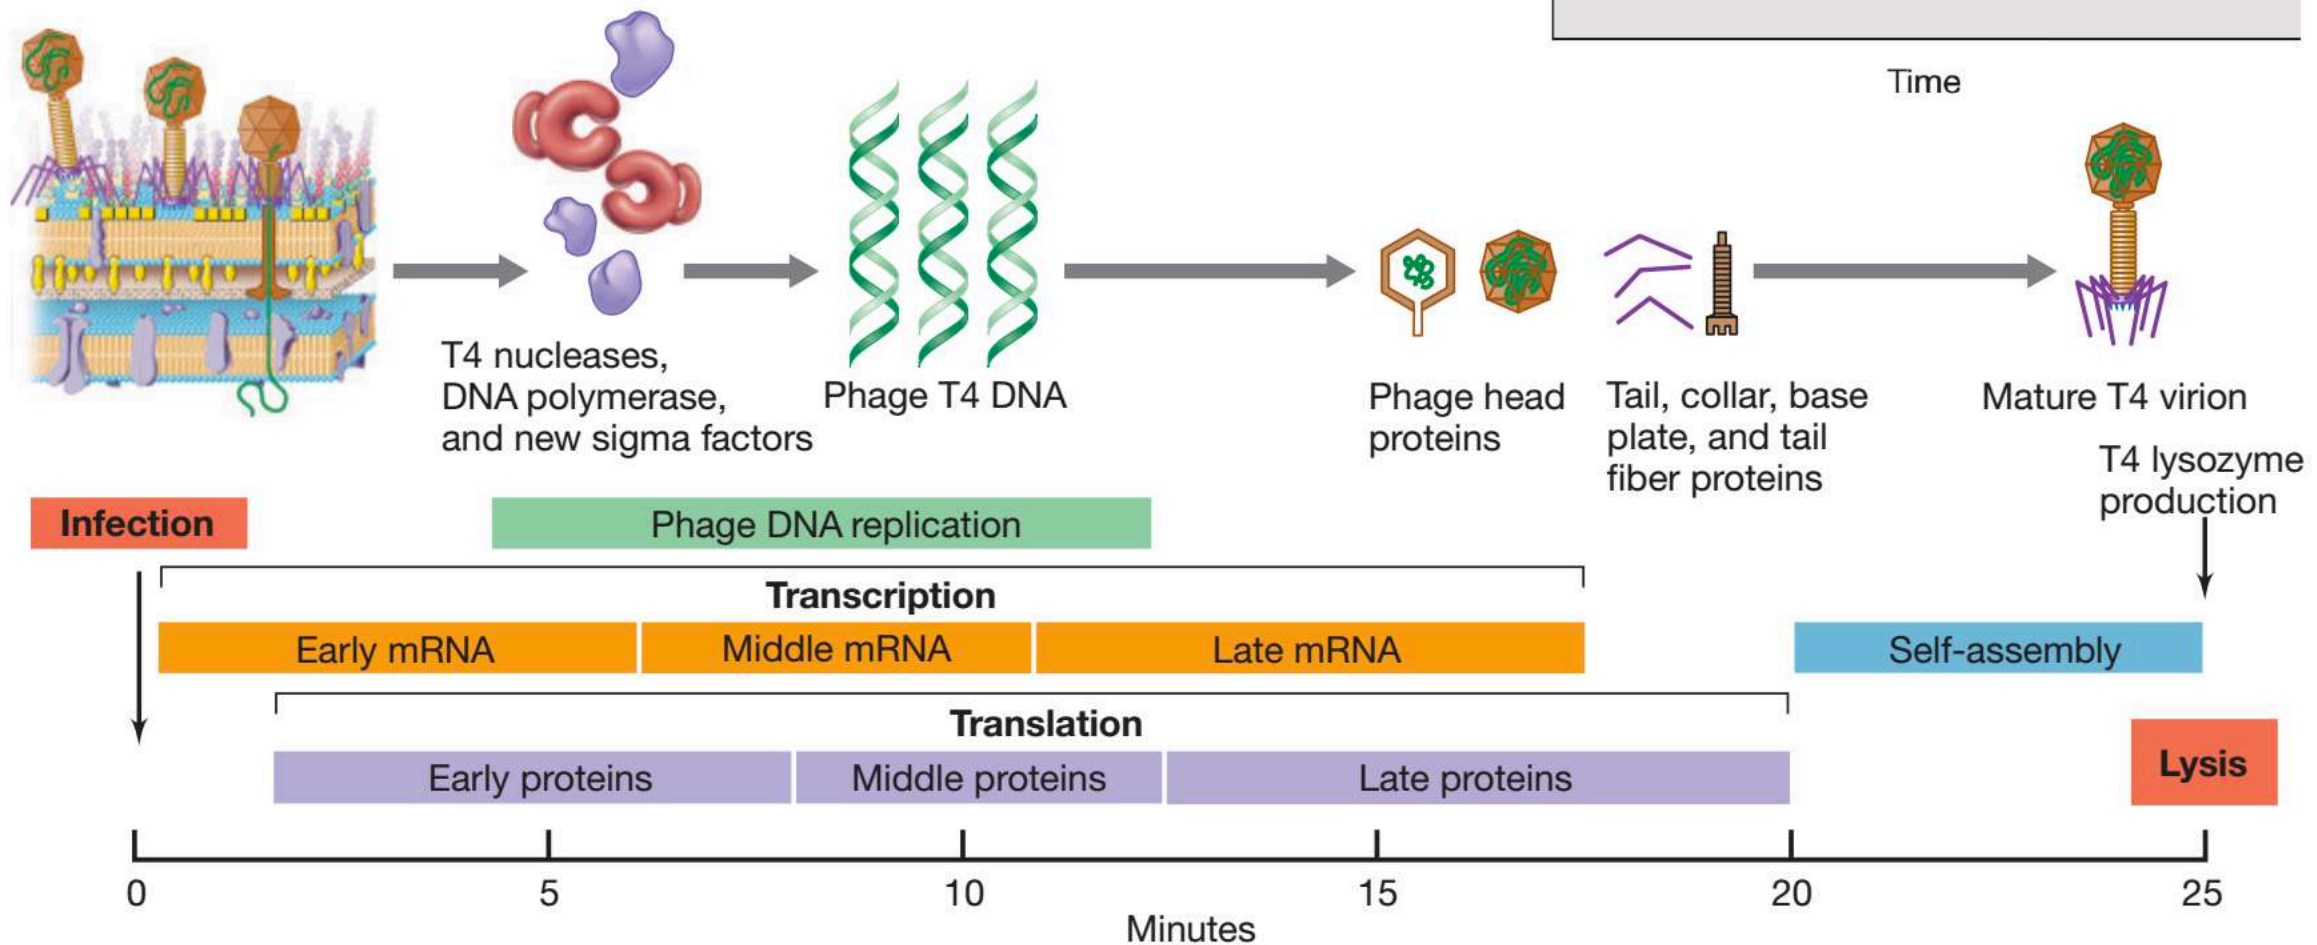 Time
T4 nucleases,
DNA polymerase,
and new sigma factors
Phage T4 DNA
Phage head
proteins
Tail, collar, base
plate, and tail
fiber proteins
Mature T4 virion
T4 lysozyme
production
Infection
Phage DNA replication
Transcription
Early mRNA
Middle mRNA
Late mRNA
Self-assembly
Translation
Early proteins
Middle proteins
Late proteins
Lysis
0
5
10
15
20
25
Minutes